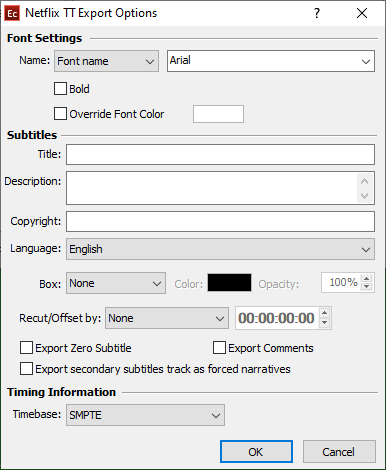 Ec Netflix TT Export Options ? ×
Font Settings
Name: Font name Arial
Bold
Override Font Color
Subtitles
Title:
Description:
Copyright:
Language: English
Box: None Color: Opacity: 100%
Recut/Offset by: None 00:00:00:00
Export Zero Subtitle Export Comments
Export secondary subtitles track as forced narratives
Timing Information
Timebase: SMPTE
OK Cancel